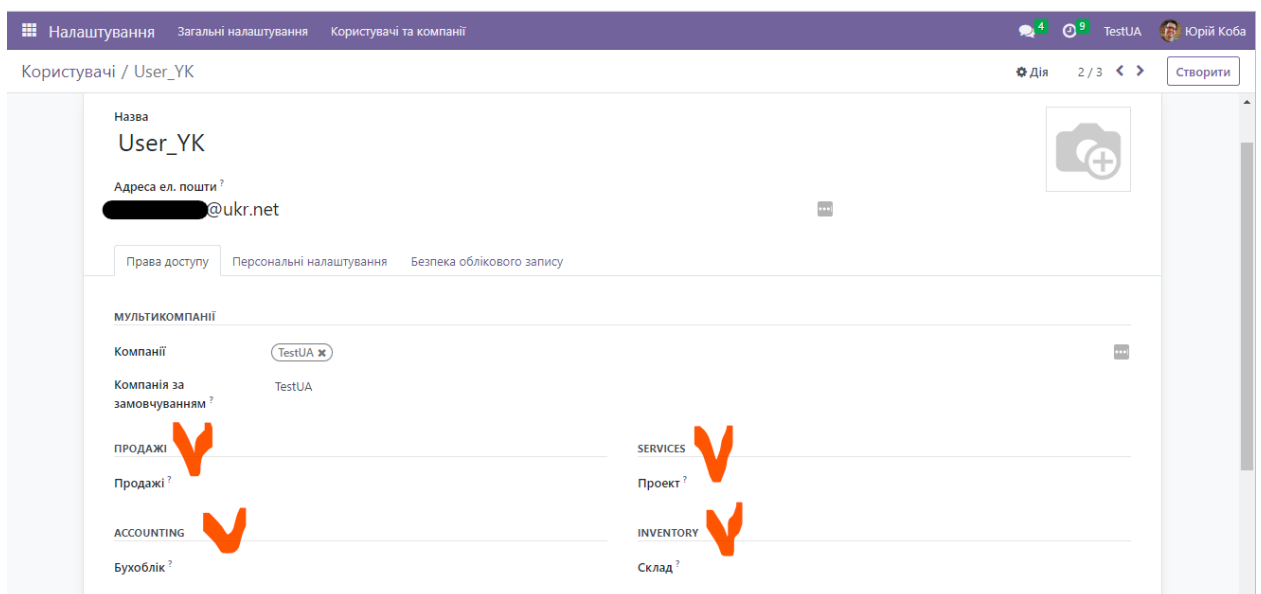 Налаштування Загальні налаштування Користувачі та компанії 4 9 TestUA Юрій Коба
Користувачі / User_YK Дія 2 / 3 Створити
Назва
User_YK
Адреса ел. пошти ?
@ukr.net
Права доступу Персональні налаштування Безпека облікового запису
МУЛЬТИКОМПАНІЇ
Компанії TestUA
Компанія за
замовчуванням ? TestUA
ПРОДАЖІ SERVICES
Продажі ? Проект ?
ACCOUNTING INVENTORY
Бухоблік ? Склад ?